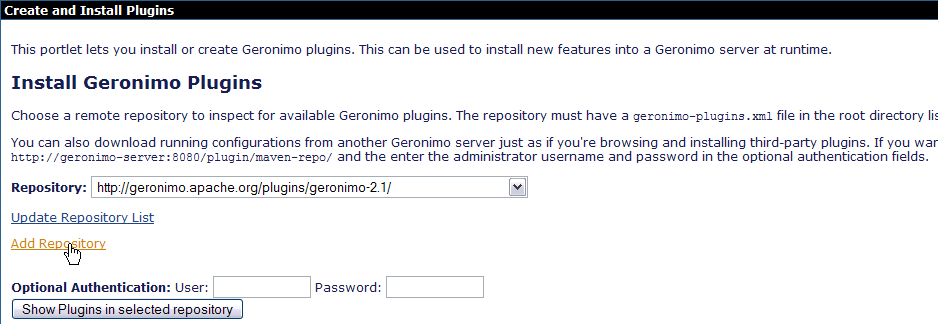 Create and Install Plugins
This portlet lets you install or create Geronimo plugins. This can be used to install new features into a Geronimo server at runtime.
Install Geronimo Plugins
Choose a remote repository to inspect for available Geronimo plugins. The repository must have a geronimo-plugins.xml file in the root directory
You can also download running configurations from another Geronimo server just as if you're browsing and installing third-party plugins. If you
http://geronimo-server:8080/plugin/maven-repo/ and the enter the administrator username and password in the optional authentication fields.
Repository: http://geronimo.apache.org/plugins/geronimo-2.1/
Update Repository List
Add Repository
Optional Authentication: User: Password:
Show Plugins in selected repository